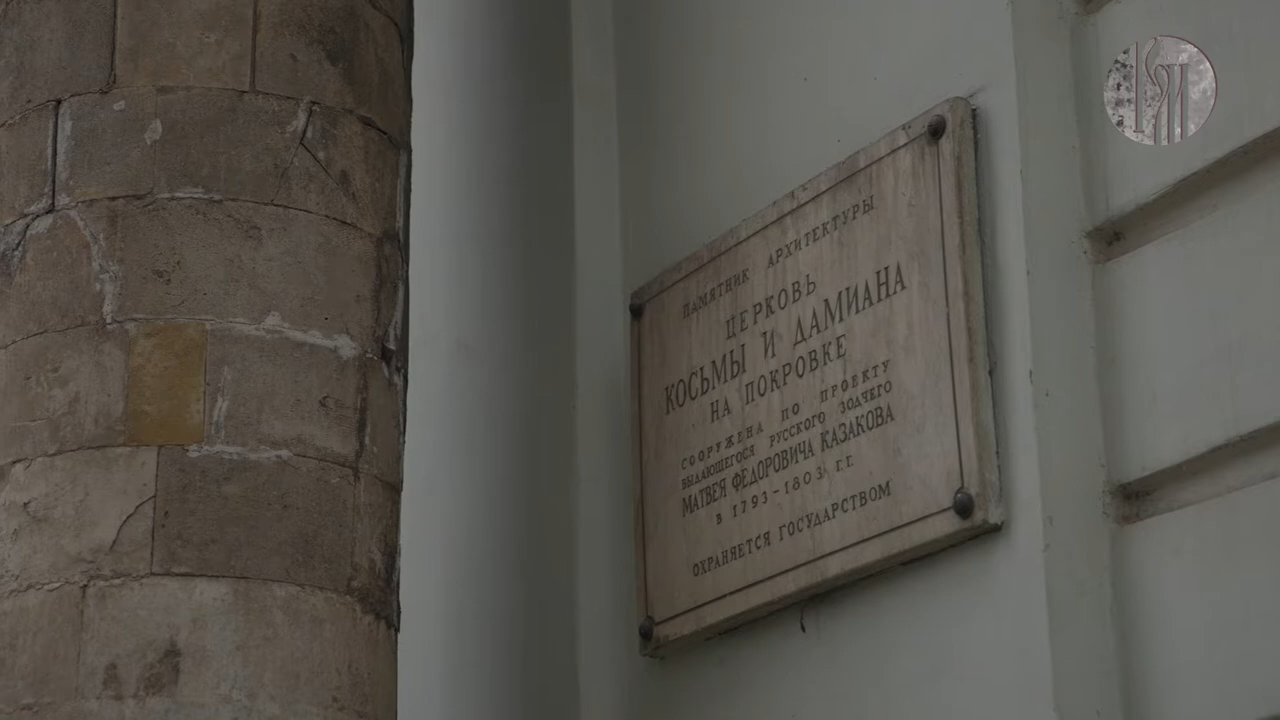 ПАМЯТНИК АРХИТЕКТУРЫ
ЦЕРКОВЬ
КОСЬМЫ И ДАМИАНА
НА ПОКРОВКЕ
СООРУЖЕНА ПО ПРОЕКТУ
ВЫДАЮЩЕГОСЯ РУССКОГО ЗОДЧЕГО
МАТВЕЯ ФЁДОРОВИЧА КАЗАКОВА
В 1793-1803 Г.Г.
ОХРАНЯЕТСЯ ГОСУДАРСТВОМ